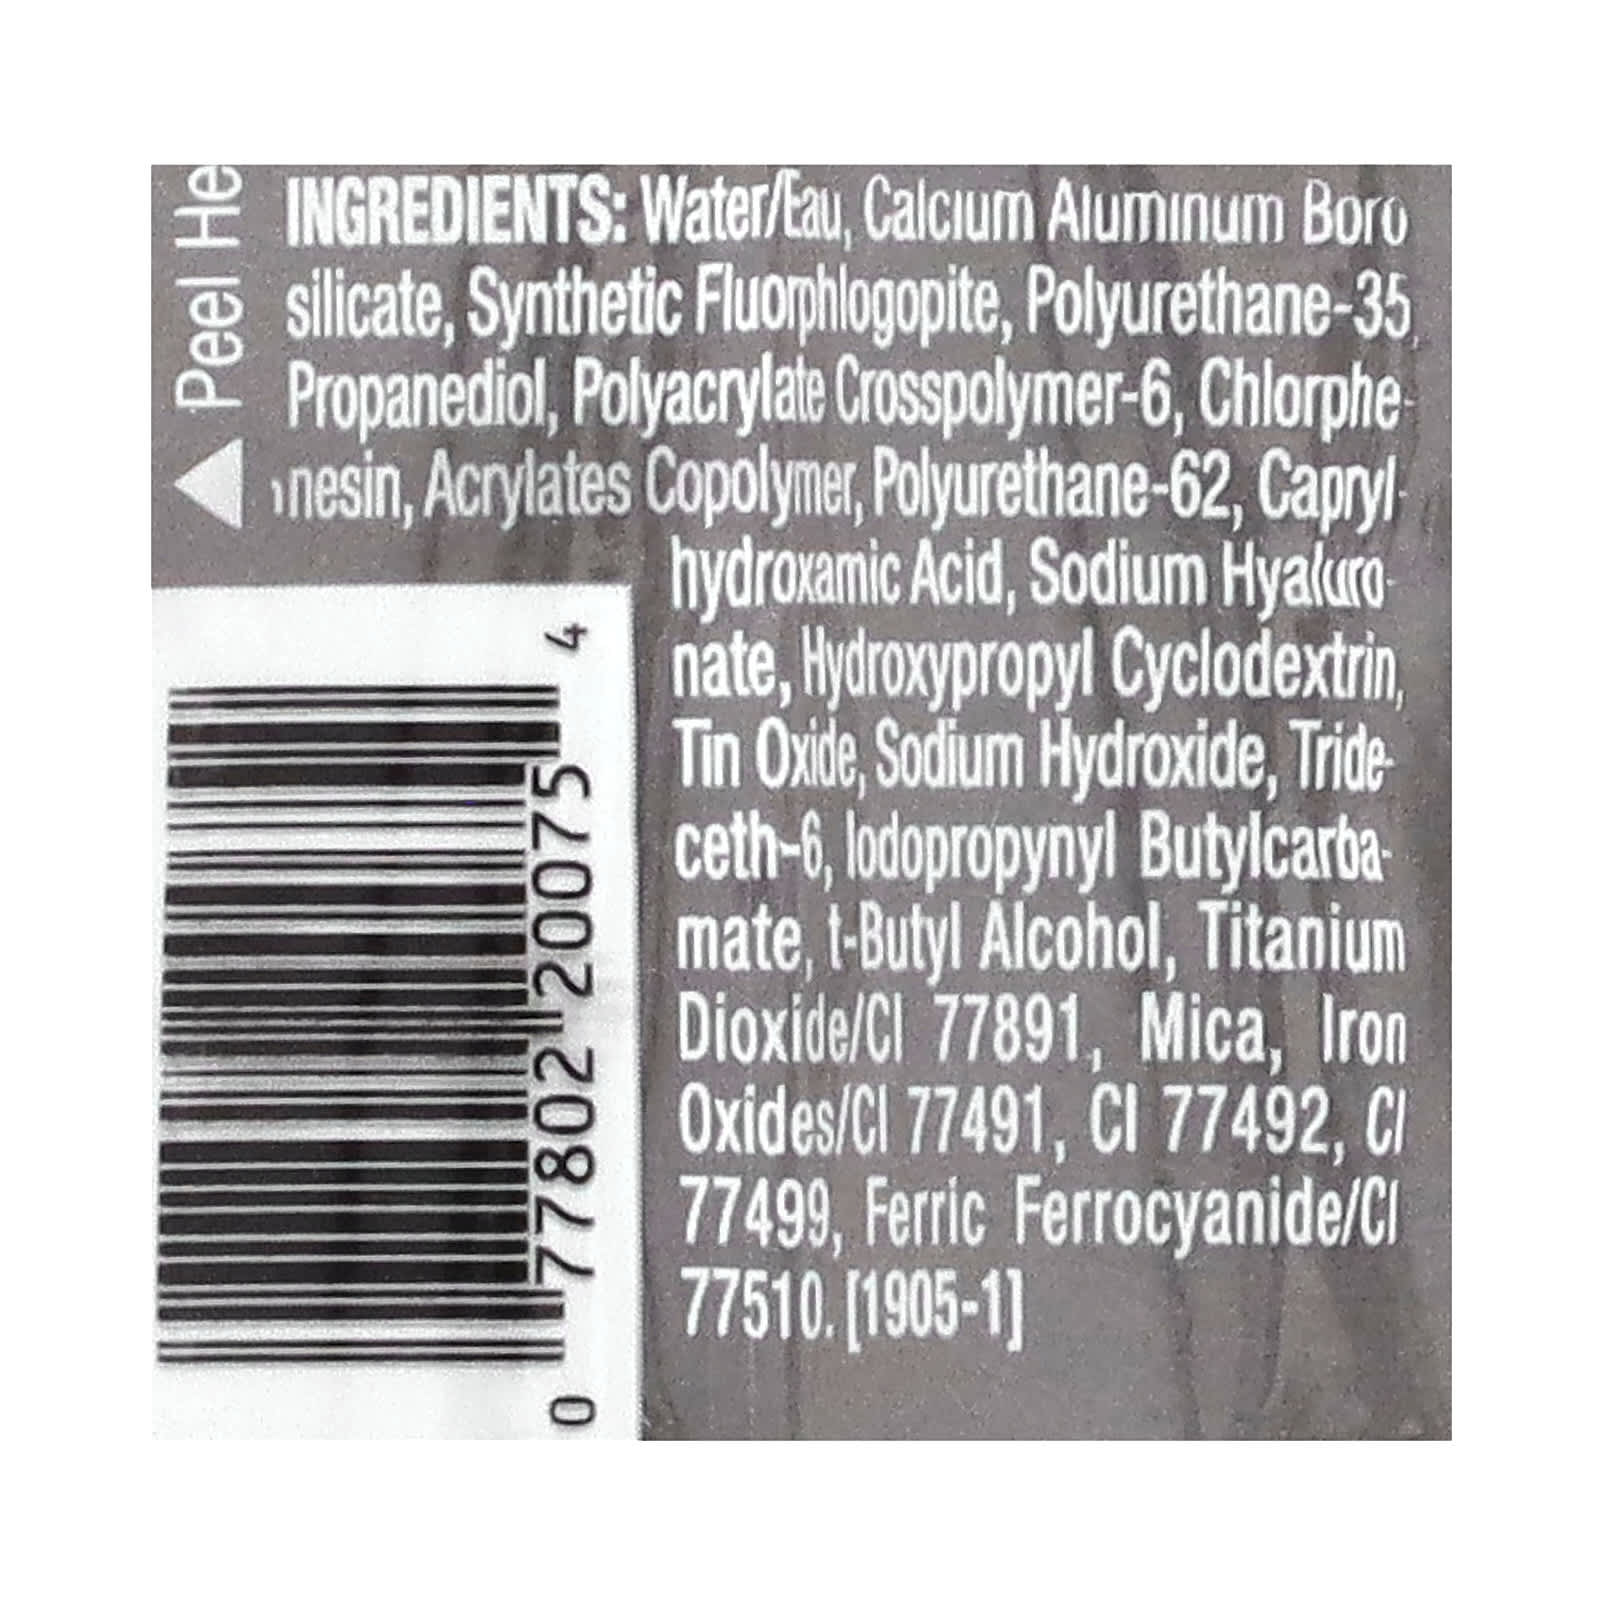 Peel He
INGREDIENTS: Water/Eau, Calcium Aluminum Boro
silicate, Synthetic Fluorphlogopite, Polyurethane-35,
Propanediol, Polyacrylate Crosspolymer-6, Chlorphe-
nesin, Acrylates Copolymer, Polyurethane-62, Capryl-
hydroxamic Acid, Sodium Hyaluro-
nate, Hydroxypropyl Cyclodextrin,
Tin Oxide, Sodium Hydroxide, Tride-
ceth-6, Iodopropynyl Butylcarba-
mate, t-Butyl Alcohol, Titanium
Dioxide/CI 77891, Mica, Iron
Oxides/CI 77491, CI 77492, CI
77499, Ferric Ferrocyanide/CI
77510. [1905-1]
0 77802 20075 4